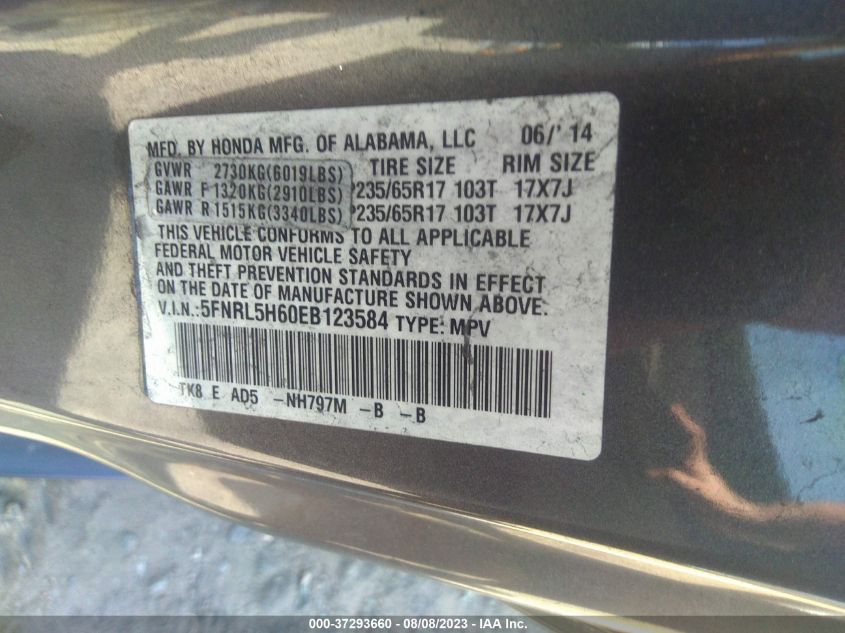 MFD. BY HONDA MFG. OF ALABAMA, LLC 06/'14
GVWR 2730KG(6019LBS) TIRE SIZE RIM SIZE
GAWR F 1320KG(2910LBS) P235/65R17 103T 17X7J
GAWR R 1515KG(3340LBS) P235/65R17 103T 17X7J
THIS VEHICLE CONFORMS TO ALL APPLICABLE
FEDERAL MOTOR VEHICLE SAFETY
AND THEFT PREVENTION STANDARDS IN EFFECT
ON THE DATE OF MANUFACTURE SHOWN ABOVE.
V.I.N.:5FNRL5H60EB123584 TYPE: MPV
TK8 E AD5 -NH797M -B -B
000-37293660 - 08/08/2023 - IAA Inc.